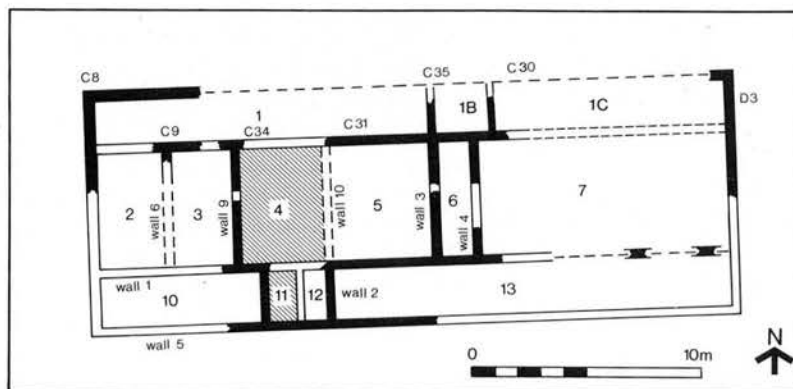 C8
C35
C30
D3
1
1B
1C
C9
C34
C31
2
wall 6
3
wall 9
4
wall 10
5
wall 3
6
wall 4
7
wall 1
10
11
12
wall 2
13
wall 5
0
10m
N